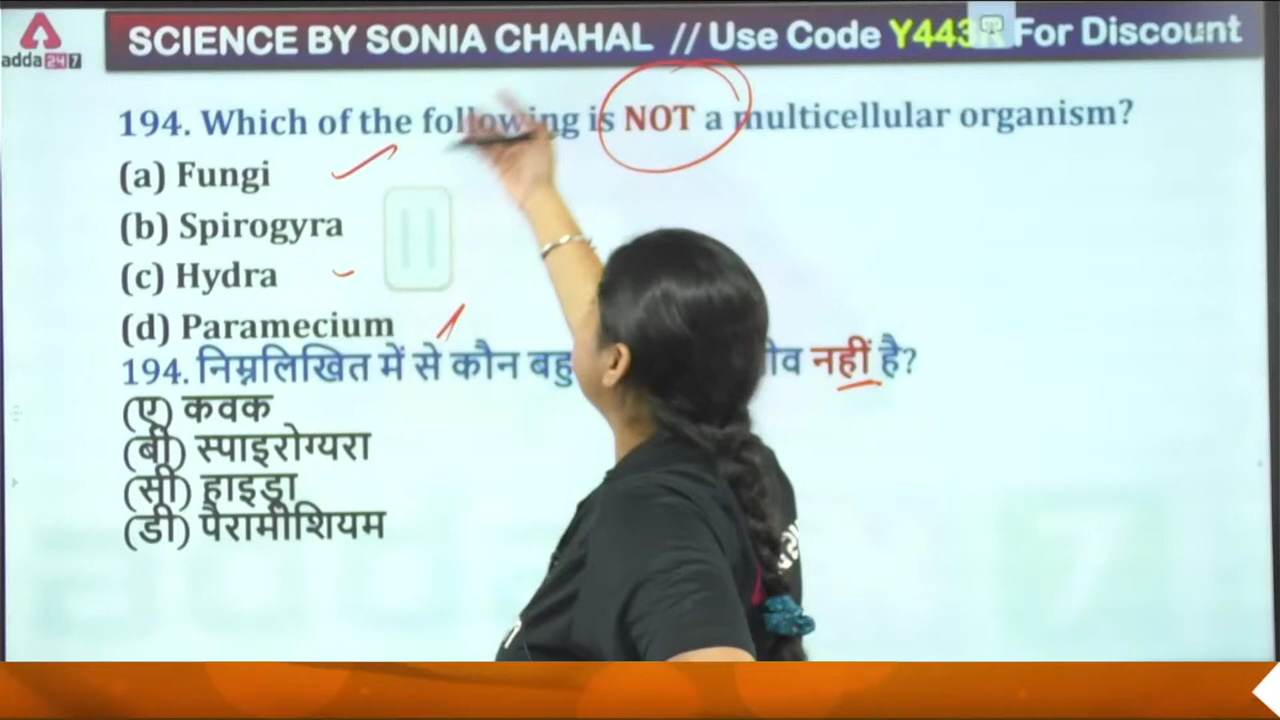 adda247
SCIENCE BY SONIA CHAHAL // Use Code Y443 For Discount
194. Which of the following is NOT a multicellular organism?
(a) Fungi
(b) Spirogyra
(c) Hydra
(d) Paramecium
194. निम्नलिखित में से कौन नहीं है?
(ए) कवक
(बी) स्पाइरोग्यरा
(सी) हाइड्रा
(डी) पैरामीशियम